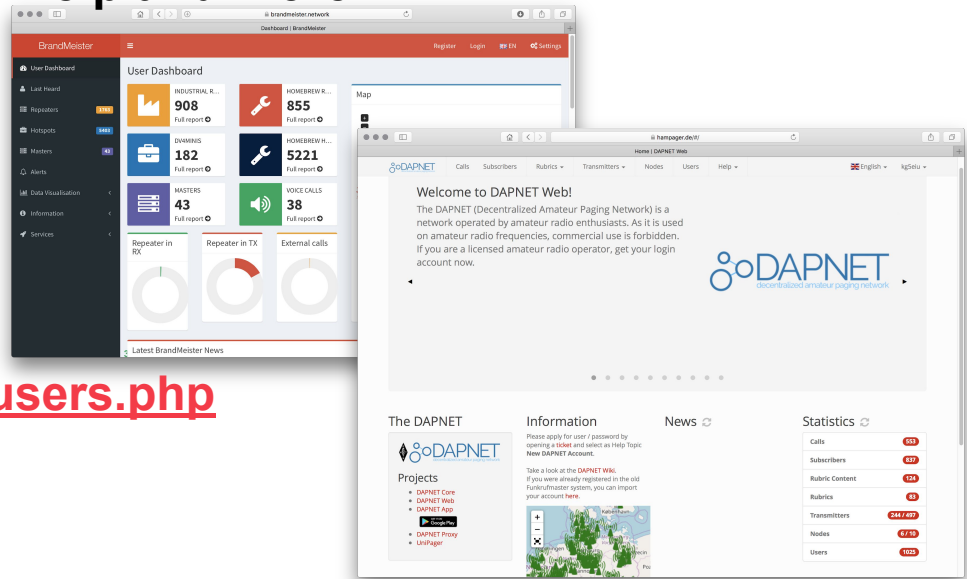 brandmeister.network
Dashboard | BrandMeister
BrandMeister
Register Login EN Settings
User Dashboard
Last Heard
Repeaters 1763
Hotspots 5403
Masters 43
Alerts
Data Visualisation
Information
Services
User Dashboard
INDUSTRIAL R...
908
Full report
HOMEBREW R...
855
Full report
DV4MINIS
182
Full report
HOMEBREW H...
5221
Full report
MASTERS
43
Full report
VOICE CALLS
38
Full report
Map
Repeater in RX
Repeater in TX
External calls
Latest BrandMeister News
users.php
hampager.de/#/
Home | DAPNET Web
DAPNET Calls Subscribers Rubrics Transmitters Nodes Users Help English kg5eiu
Welcome to DAPNET Web!
The DAPNET (Decentralized Amateur Paging Network) is a
network operated by amateur radio enthusiasts. As it is used
on amateur radio frequencies, commercial use is forbidden.
If you are a licensed amateur radio operator, get your login
account now.
DAPNET
decentralized amateur paging network
The DAPNET
DAPNET
Projects
DAPNET Core
DAPNET Web
DAPNET App
Google Play
DAPNET Proxy
UniPager
Information
Please apply for user / password by
opening a ticket and select as Help Topic
New DAPNET Account.
Take a look at the DAPNET Wiki.
If you were already registered in the old
Funkrufmaster system, you can import
your account here.
News
Statistics
Calls 553
Subscribers 837
Rubric Content 124
Rubrics 83
Transmitters 244 / 497
Nodes 6 / 10
Users 1025